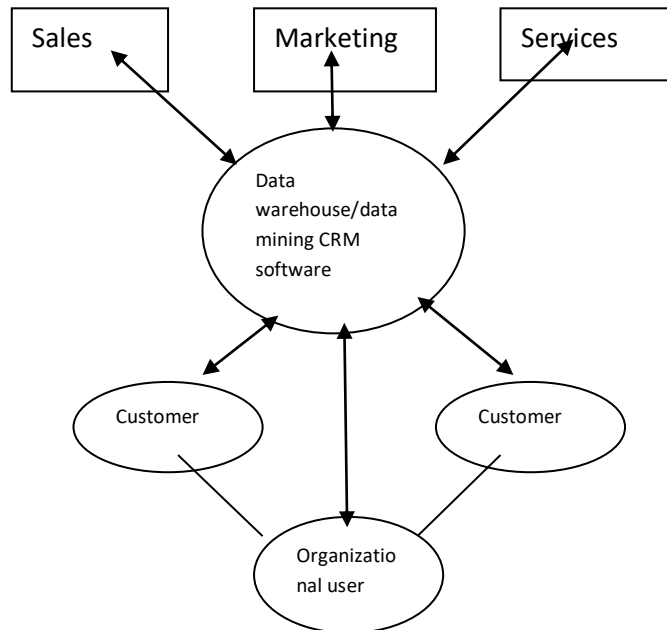 Sales
Marketing
Services
Data
warehouse/data
mining CRM
software
Customer
Customer
Organizatio
nal user